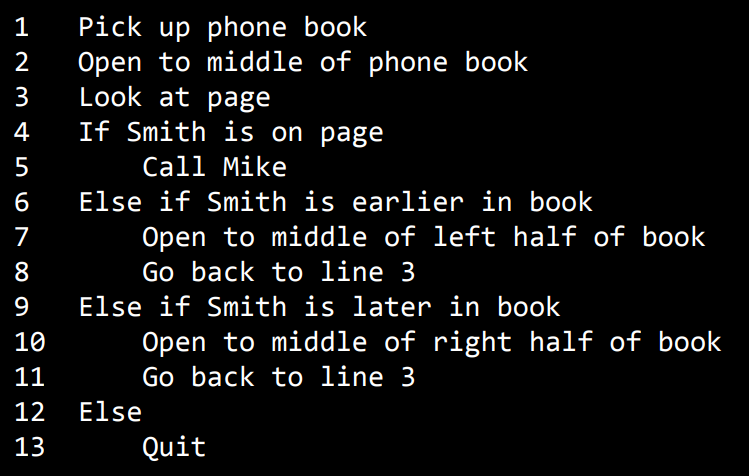 1 Pick up phone book
2 Open to middle of phone book
3 Look at page
4 If Smith is on page
5 Call Mike
6 Else if Smith is earlier in book
7 Open to middle of left half of book
8 Go back to line 3
9 Else if Smith is later in book
10 Open to middle of right half of book
11 Go back to line 3
12 Else
13 Quit